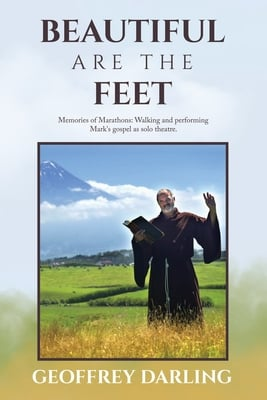 BEAUTIFUL
ARE THE
FEET
Memories of Marathons: Walking and performing
Mark's gospel as solo theatre.
GEOFFREY DARLING